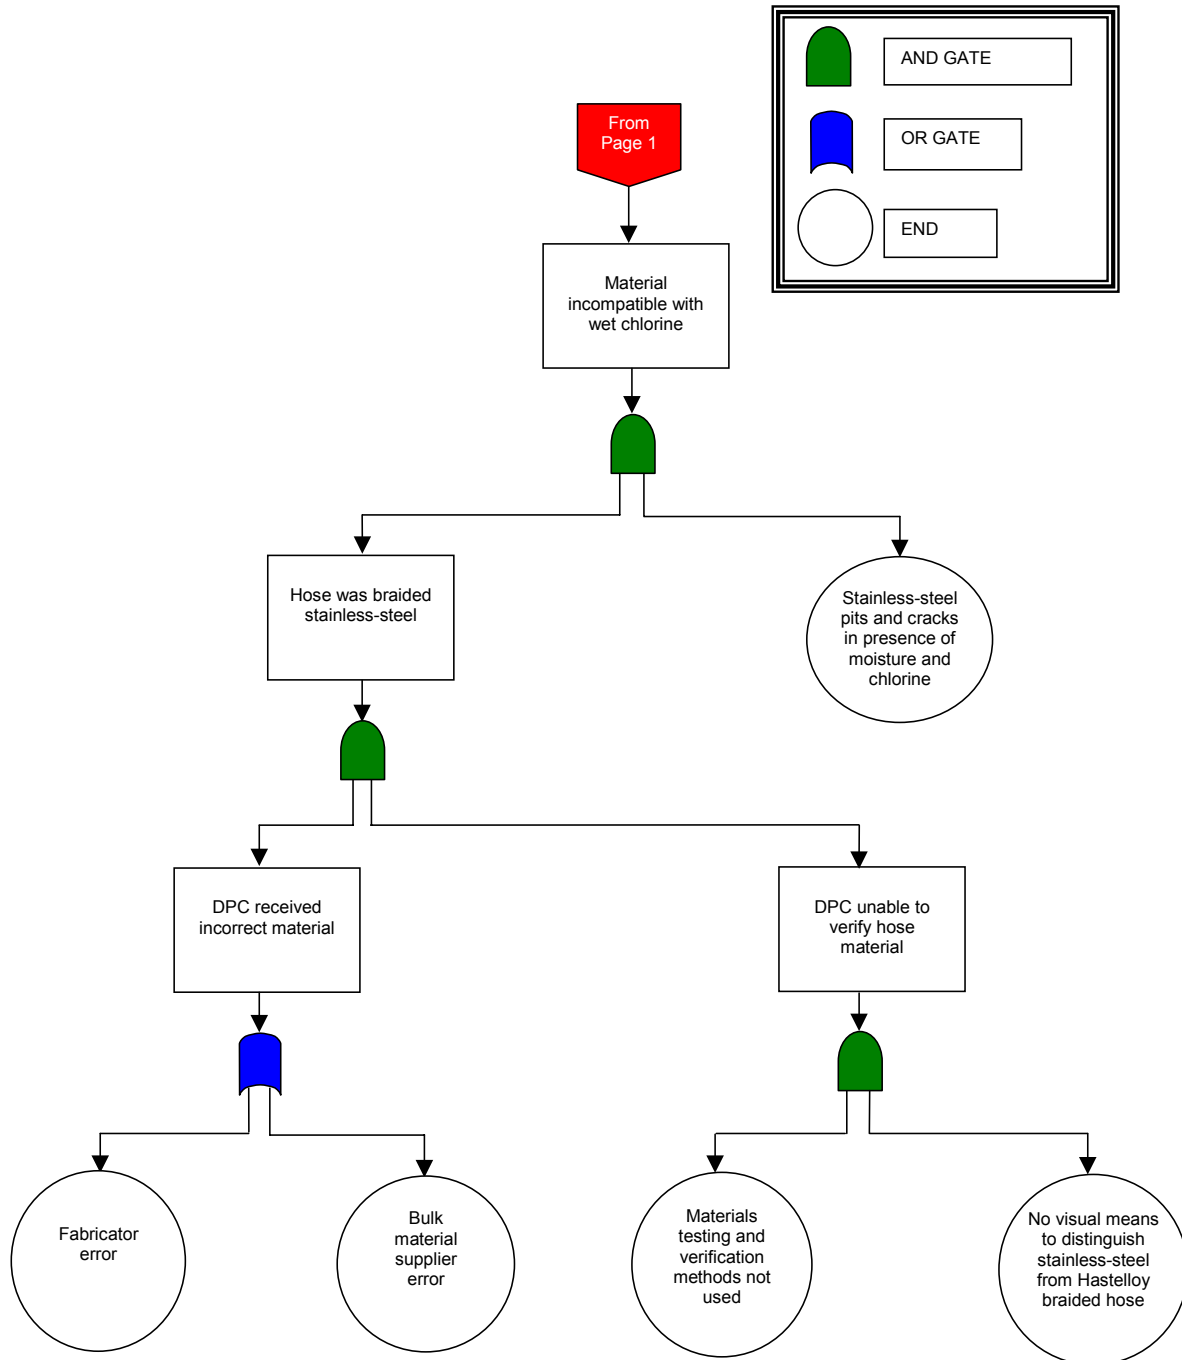 AND GATE
OR GATE
END
From
Page 1
Material
incompatible with
wet chlorine
Hose was braided
stainless-steel
Stainless-steel
pits and cracks
in presence of
moisture and
chlorine
DPC received
incorrect material
DPC unable to
verify hose
material
Fabricator
error
Bulk
material
supplier
error
Materials
testing and
verification
methods not
used
No visual means
to distinguish
stainless-steel
from Hastelloy
braided hose